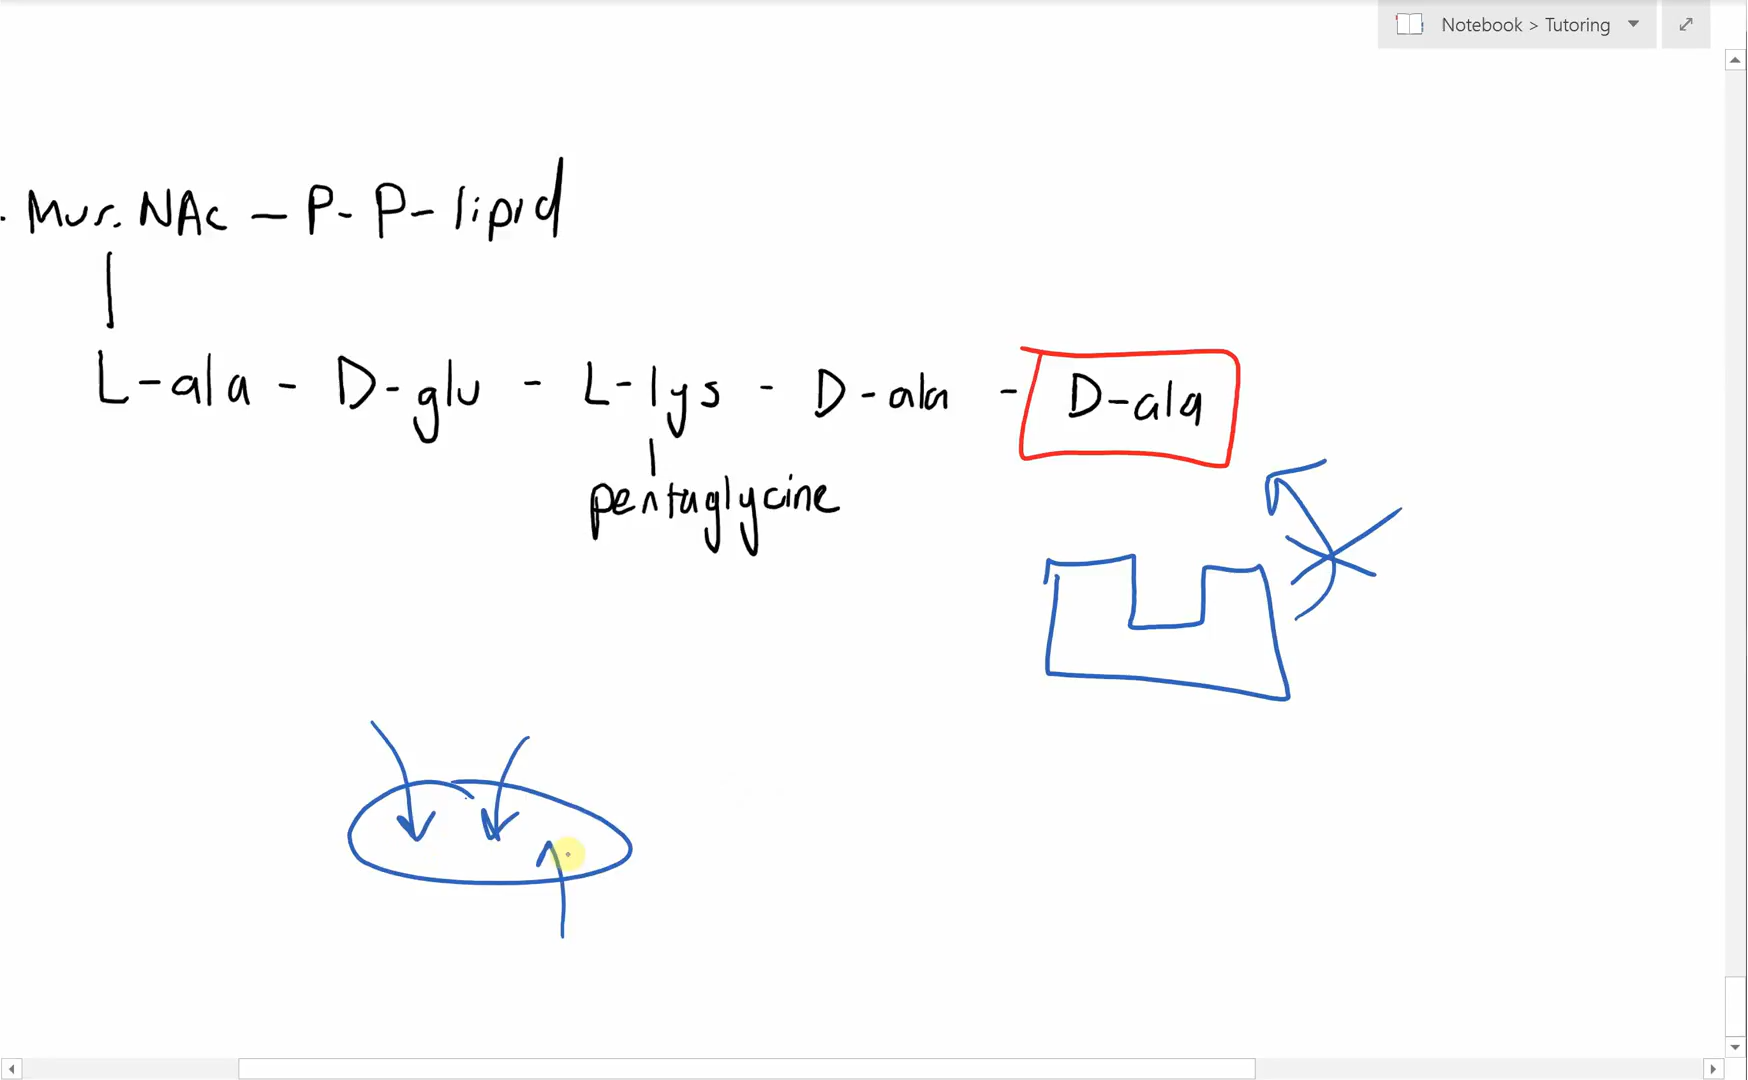 Notebook > Tutoring
. Mur. NAc - P - P - lipid
L-ala - D-glu - L-lys - D-ala - D-ala
pentaglycine